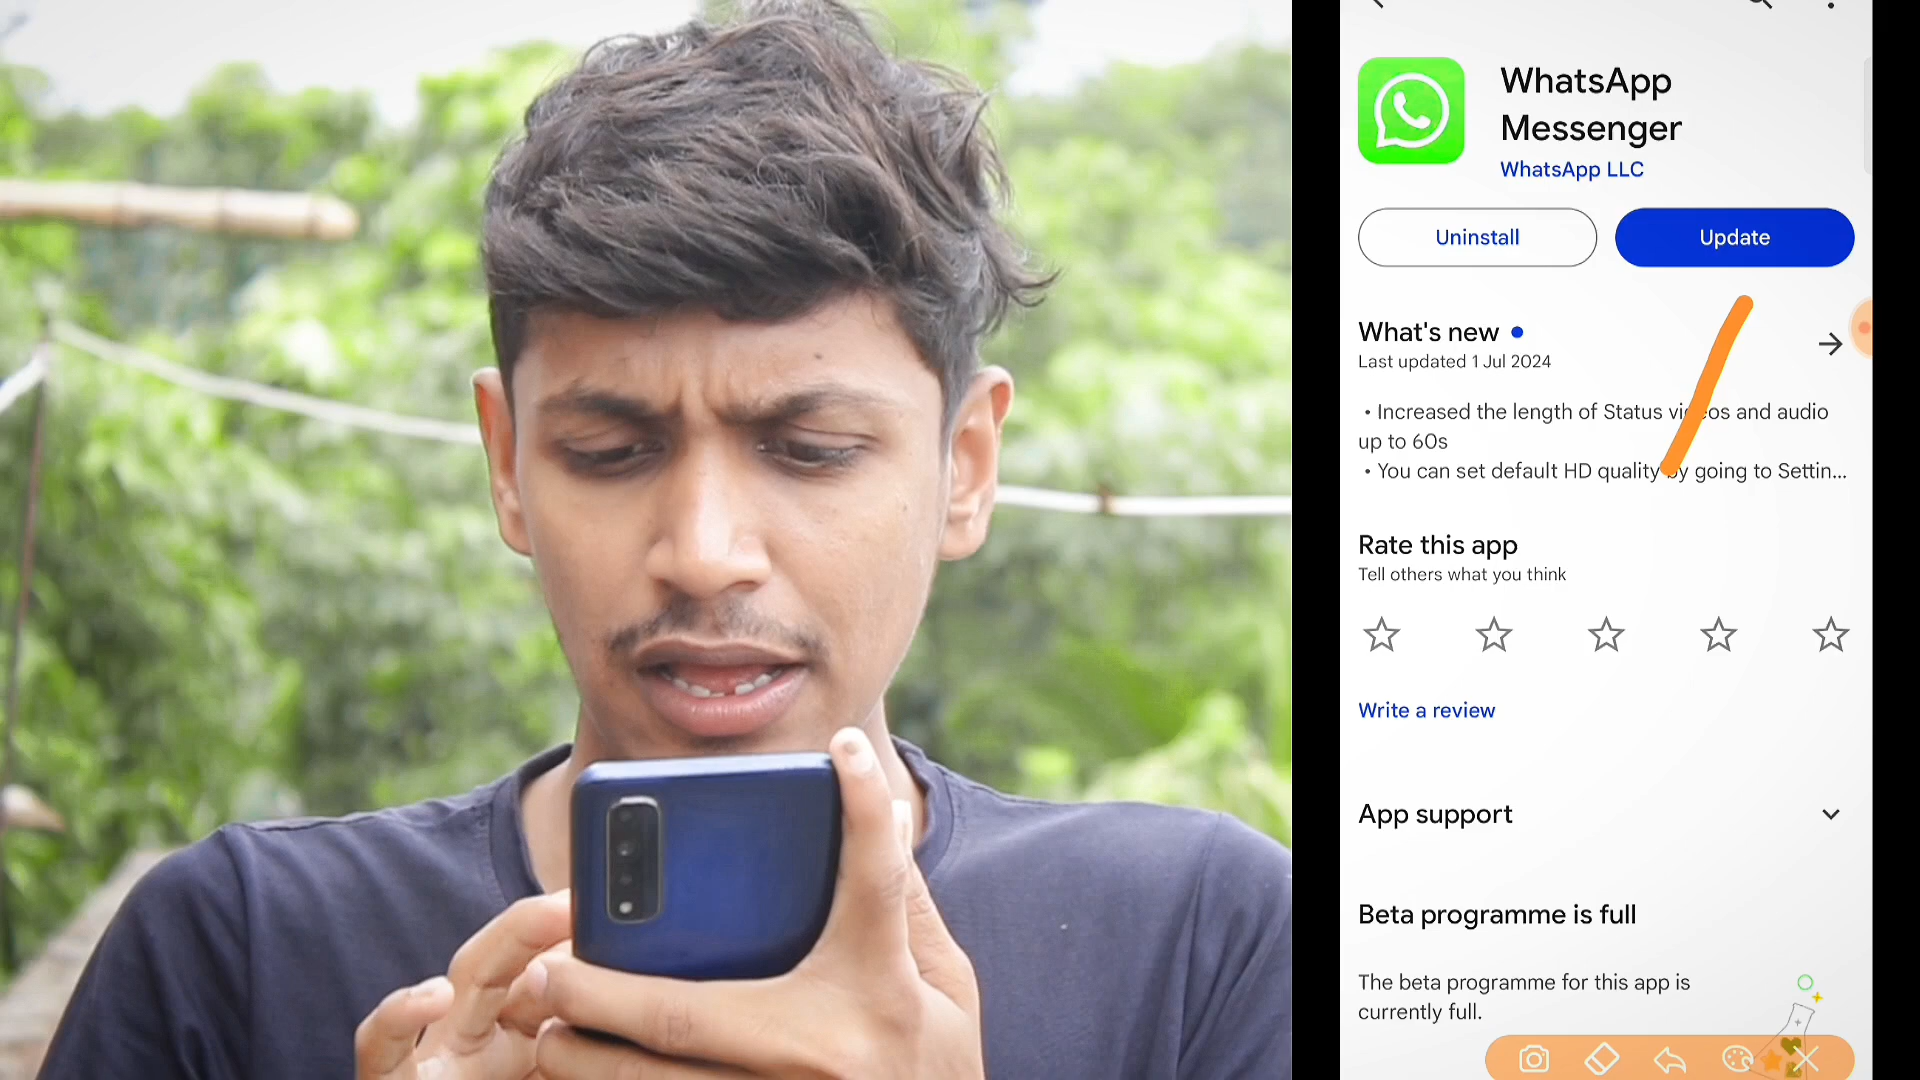 WhatsApp
Messenger
WhatsApp LLC
Uninstall
Update
What's new
Last updated 1 Jul 2024
• Increased the length of Status videos and audio
up to 60s
• You can set default HD quality by going to Settin...
Rate this app
Tell others what you think
Write a review
App support
Beta programme is full
The beta programme for this app is
currently full.